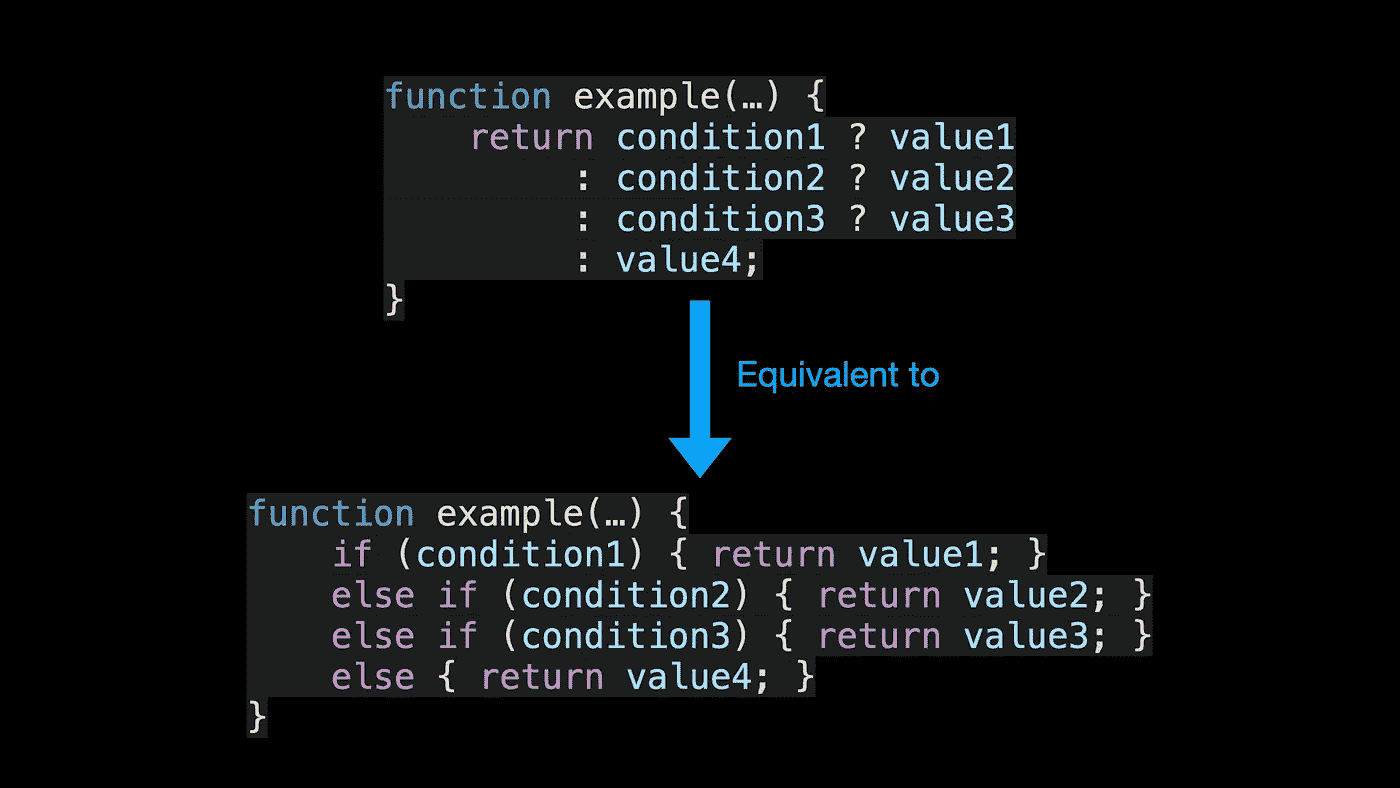 function example(…) {
    return condition1 ? value1
         : condition2 ? value2
         : condition3 ? value3
         : value4;
}
Equivalent to
function example(…) {
    if (condition1) { return value1; }
    else if (condition2) { return value2; }
    else if (condition3) { return value3; }
    else { return value4; }
}